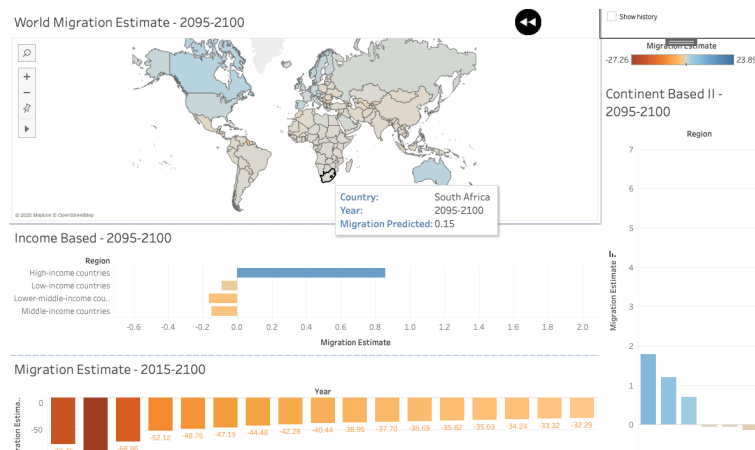 World Migration Estimate - 2095-2100
Show history
Migration Estimate
-27.26
23.89
Continent Based II -
2095-2100
Region
Country: South Africa
Year: 2095-2100
Migration Predicted: 0.15
© 2020 Mapbox © OpenStreetMap
Income Based - 2095-2100
Region
High-income countries
Low-income countries
Lower-middle-income cou..
Middle-income countries
-0.6 -0.4 -0.2 0.0 0.2 0.4 0.6 0.8 1.0 1.2 1.4 1.6 1.8 2.0
Migration Estimate
7
6
5
4
3
2
1
0
Migration Estimate
Migration Estimate - 2015-2100
Year
0
-50
-68.86 -52.12 -48.76 -47.19 -44.48 -42.28 -40.44 -38.95 -37.70 -36.69 -35.82 -35.03 -34.24 -33.32 -32.29